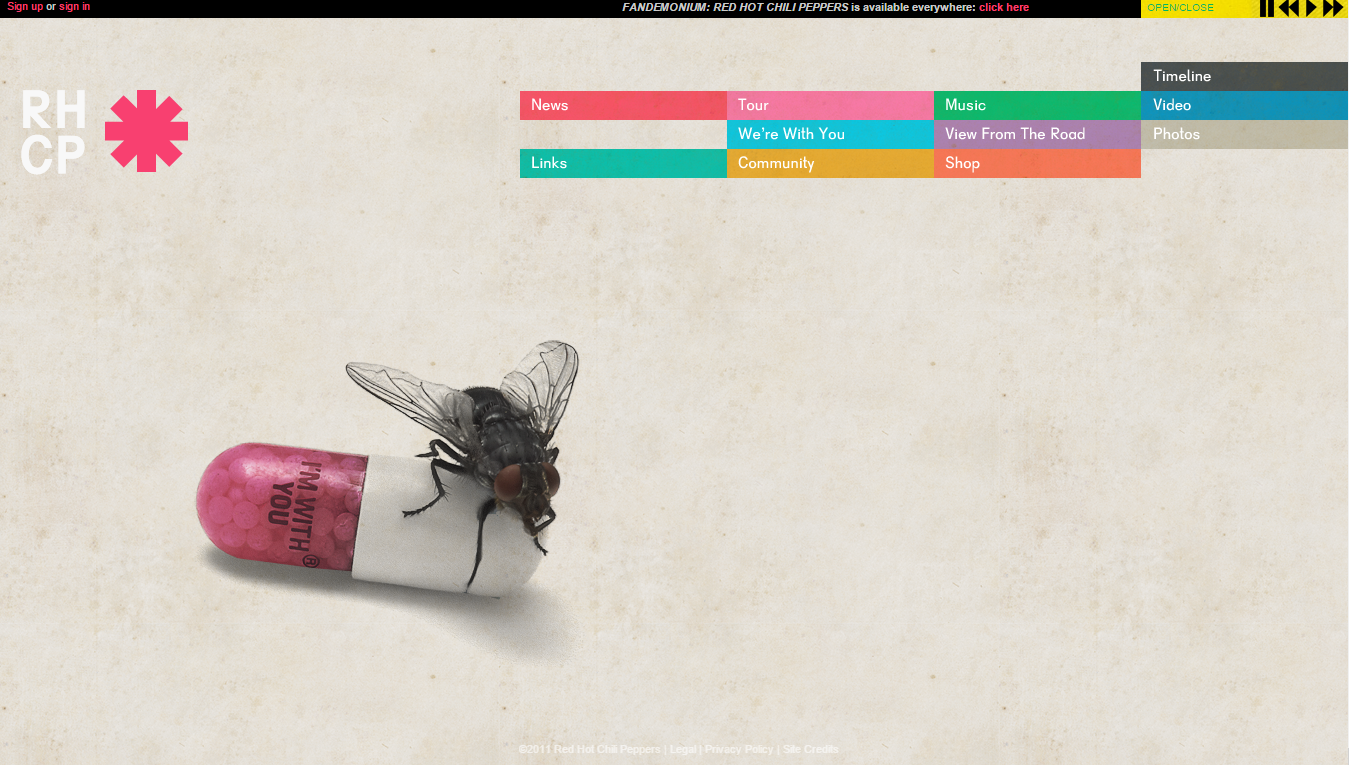 Sign up or sign in
FANDEMONIUM: RED HOT CHILI PEPPERS is available everywhere: click here
OPEN/CLOSE
RH
CP
Timeline
News
Tour
Music
Video
We're With You
View From The Road
Photos
Links
Community
Shop
I'M WITH
YOU®
©2011 Red Hot Chili Peppers | Legal | Privacy Policy | Site Credits